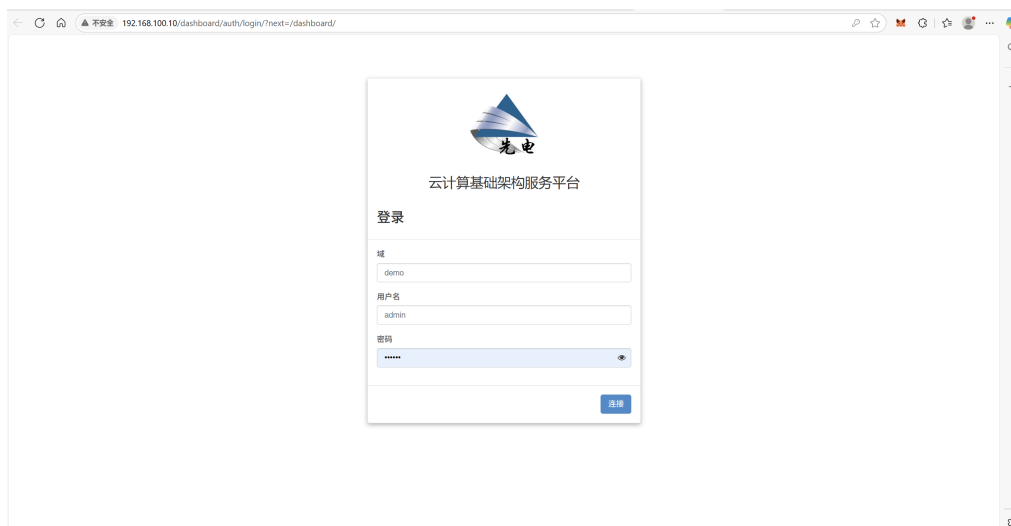 不安全 192.168.100.10/dashboard/auth/login/?next=/dashboard/
先电
云计算基础架构服务平台
登录
域
demo
用户名
admin
密码
••••••
连接